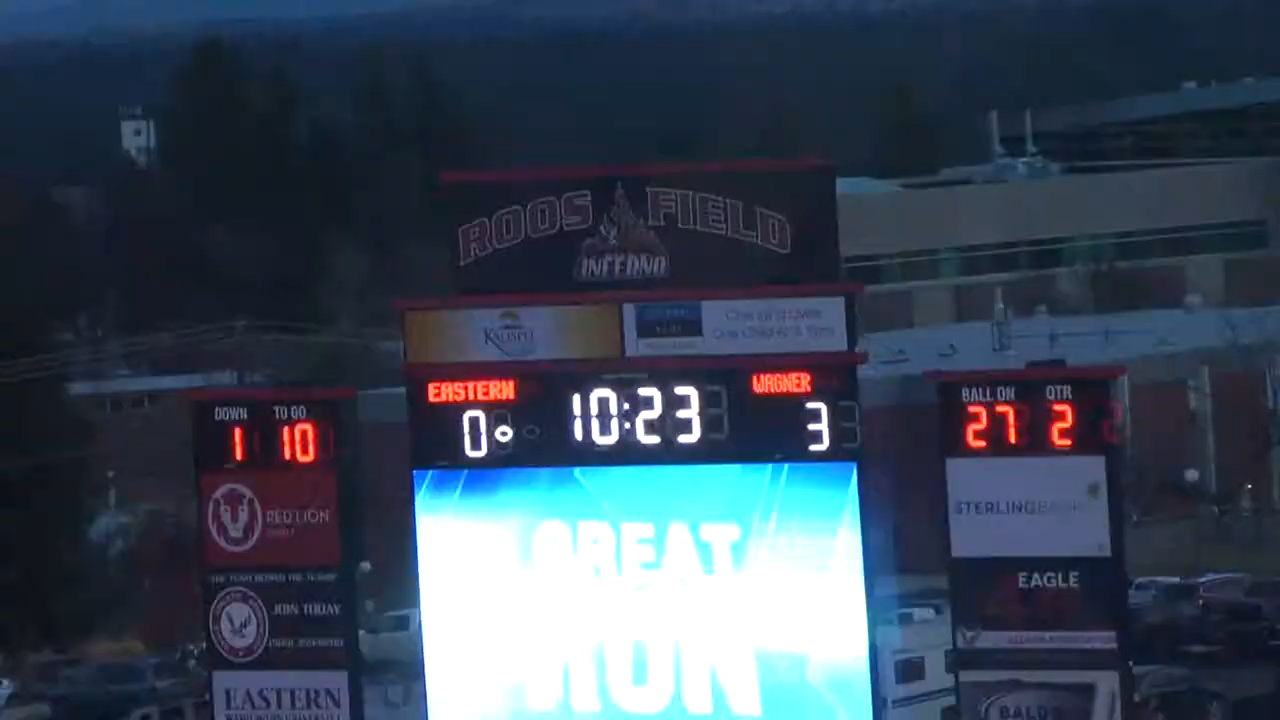 ROOS FIELD
INFERNO
KALISPEL
EASTERN
10:23
WAGNER
0
3
DOWN
TO GO
1
10
BALL ON
QTR
27
2
RED LION
JOIN TODAY
EASTERN
GREAT
RUN
STERLING
EAGLE